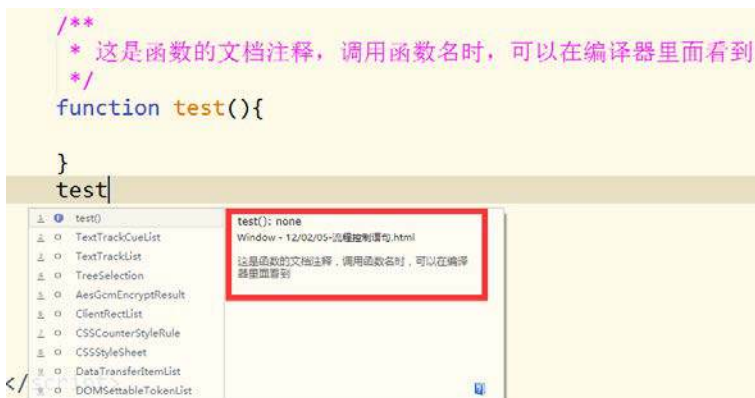 /**
* 这是函数的文档注释，调用函数名时，可以在编译器里面看到
*/
function test(){
}
test
test()
TextTrackCueList
TextTrackList
TreeSelection
AesGcmEncryptResult
ClientRectList
CSSCounterStyleRule
CSSStyleSheet
DataTransferItemList
DOMSettableTokenList
test(): none
Window - 12/02/05-流程控制语句.html
这是函数的文档注释，调用函数名时，可以在编译
器里面看到
</script>